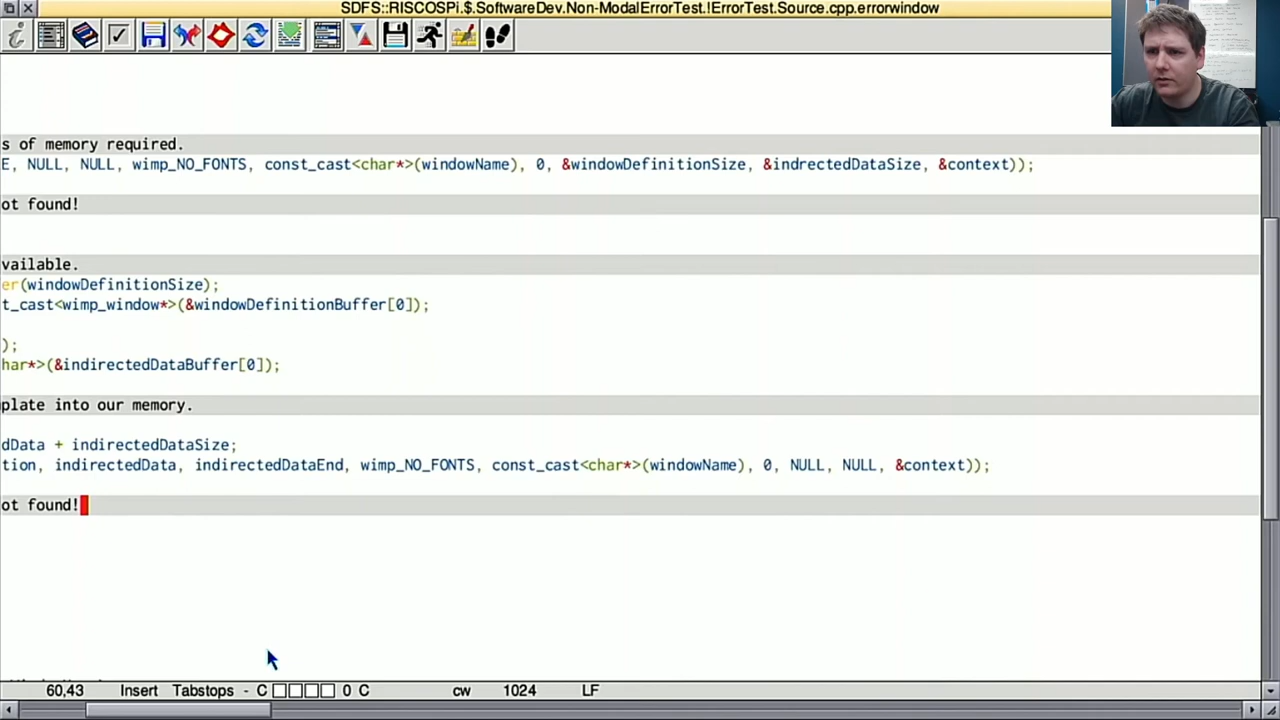 SDFS::RISCOSPi.$.SoftwareDev.Non-ModalErrorTest.!ErrorTest.Source.cpp.errorwindow
s of memory required.
E, NULL, NULL, wimp_NO_FONTS, const_cast<char*>(windowName), 0, &windowDefinitionSize, &indrectedDataSize, &context));
ot found!
vailable.
er(windowDefinitionSize);
t_cast<wimp_window*>(&windowDefinitionBuffer[0]);
);
har*>(&indirectedDataBuffer[0]);
plate into our memory.
dData + indirectedDataSize;
tion, indirectedData, indirectedDataEnd, wimp_NO_FONTS, const_cast<char*>(windowName), 0, NULL, NULL, &context));
ot found!
60,43 Insert Tabstops - C 0 C cw 1024 LF